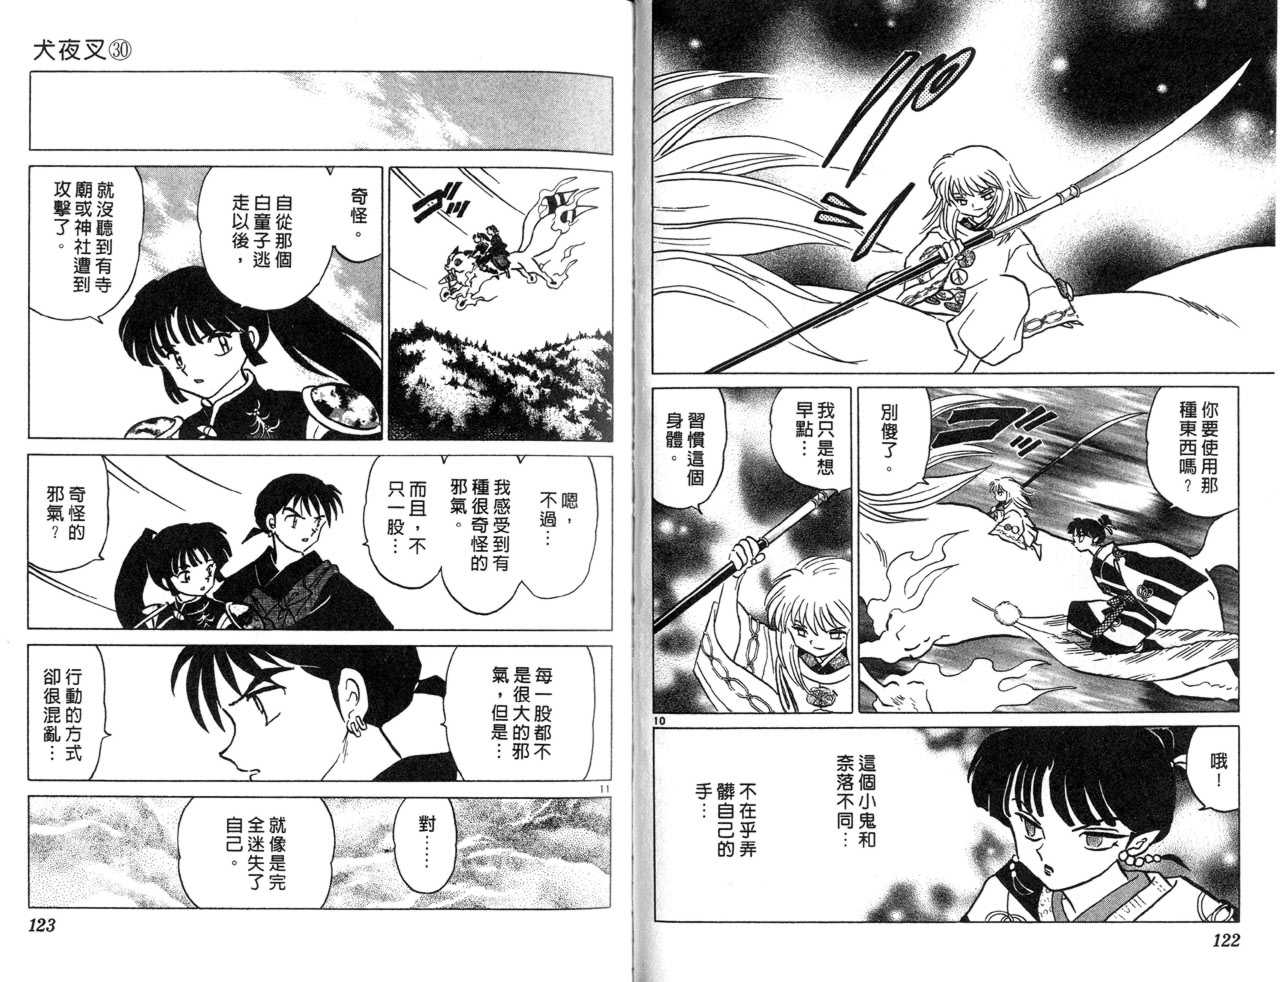 你要使用那
種東西嗎？
別傻了。
我只是想
早點…
習慣這個
身體。
10
哦！
這個小鬼和
奈落不同…
不在乎弄
髒自己的
手…
122
犬夜叉㉚
奇怪。
自從那個
白童子逃
走以後，
就沒聽到有寺
廟或神社遭到
攻擊了。
嗯，
不過…
我感受到有
種很奇怪的
邪氣。
而且，不
只一股…
奇怪的
邪氣？
每一股都不
是很大的邪
氣，但是…
行動的方式
卻很混亂…
11
對……
就像是完
全迷失了
自己。
123